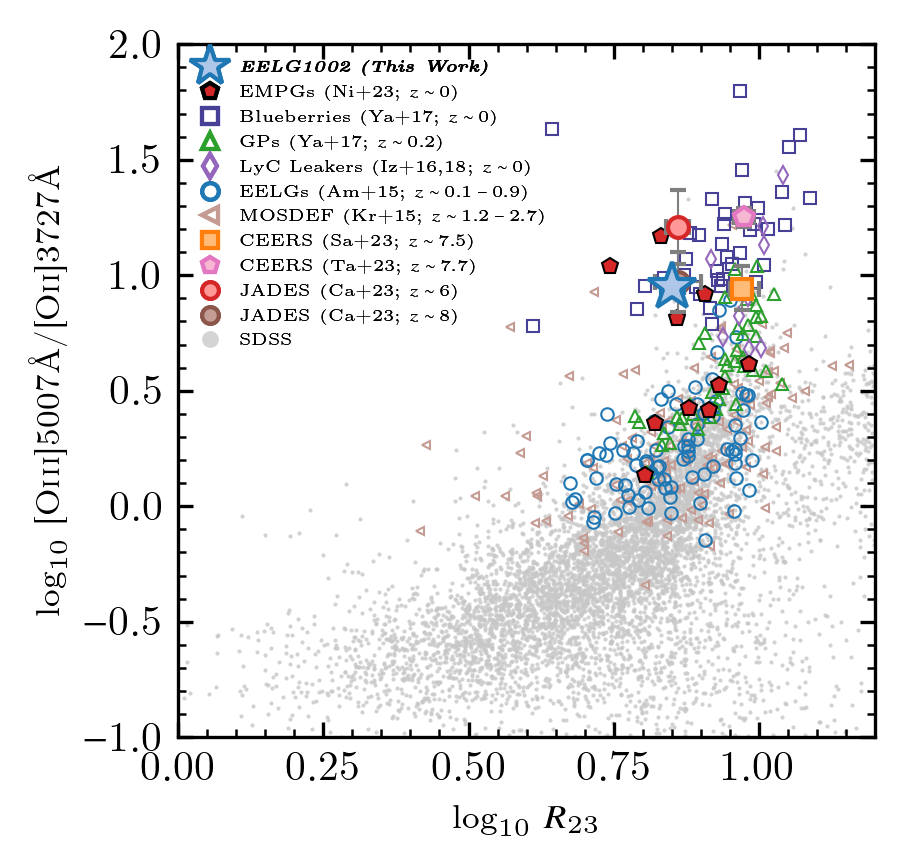 2.0
1.5
1.0
0.5
0.0
−0.5
−1.0
log10 [OIII]5007Å/[OII]3727Å
EELG1002 (This Work)
EMPGs (Ni+23; z ~ 0)
Blueberries (Ya+17; z ~ 0)
GPs (Ya+17; z ~ 0.2)
LyC Leakers (Iz+16,18; z ~ 0)
EELGs (Am+15; z ~ 0.1 – 0.9)
MOSDEF (Kr+15; z ~ 1.2 – 2.7)
CEERS (Sa+23; z ~ 7.5)
CEERS (Ta+23; z ~ 7.7)
JADES (Ca+23; z ~ 6)
JADES (Ca+23; z ~ 8)
SDSS
0.00 0.25 0.50 0.75 1.00
log10 R23